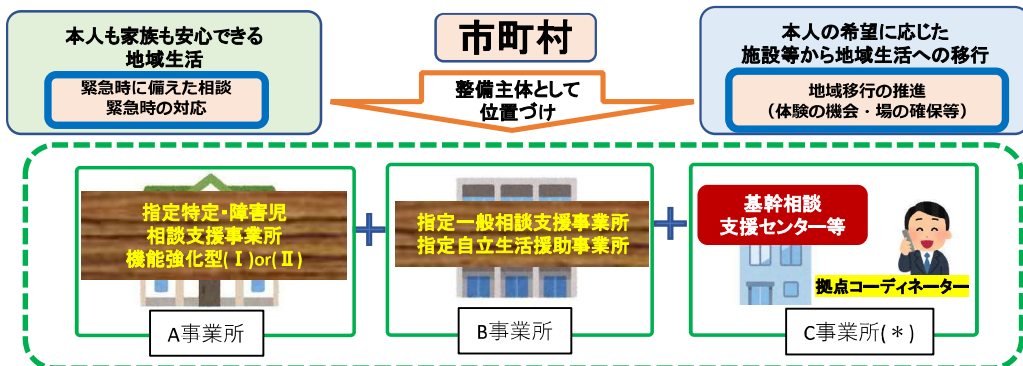 本人も家族も安心できる
地域生活
緊急時に備えた相談
緊急時の対応
市町村
整備主体として
位置づけ
本人の希望に応じた
施設等から地域生活への移行
地域移行の推進
（体験の機会・場の確保等）
指定特定・障害児
相談支援事業所
機能強化型(Ⅰ)or(Ⅱ)
A事業所
+
指定一般相談支援事業所
指定自立生活援助事業所
B事業所
+
基幹相談
支援センター等
拠点コーディネーター
C事業所(＊)